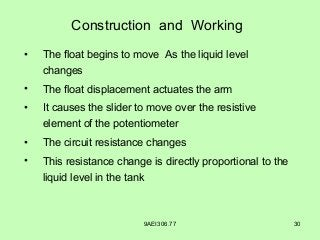 Construction and Working
• The float begins to move As the liquid level
changes
• The float displacement actuates the arm
• It causes the slider to move over the resistive
element of the potentiometer
• The circuit resistance changes
• This resistance change is directly proportional to the
liquid level in the tank
9AEI306.77
30